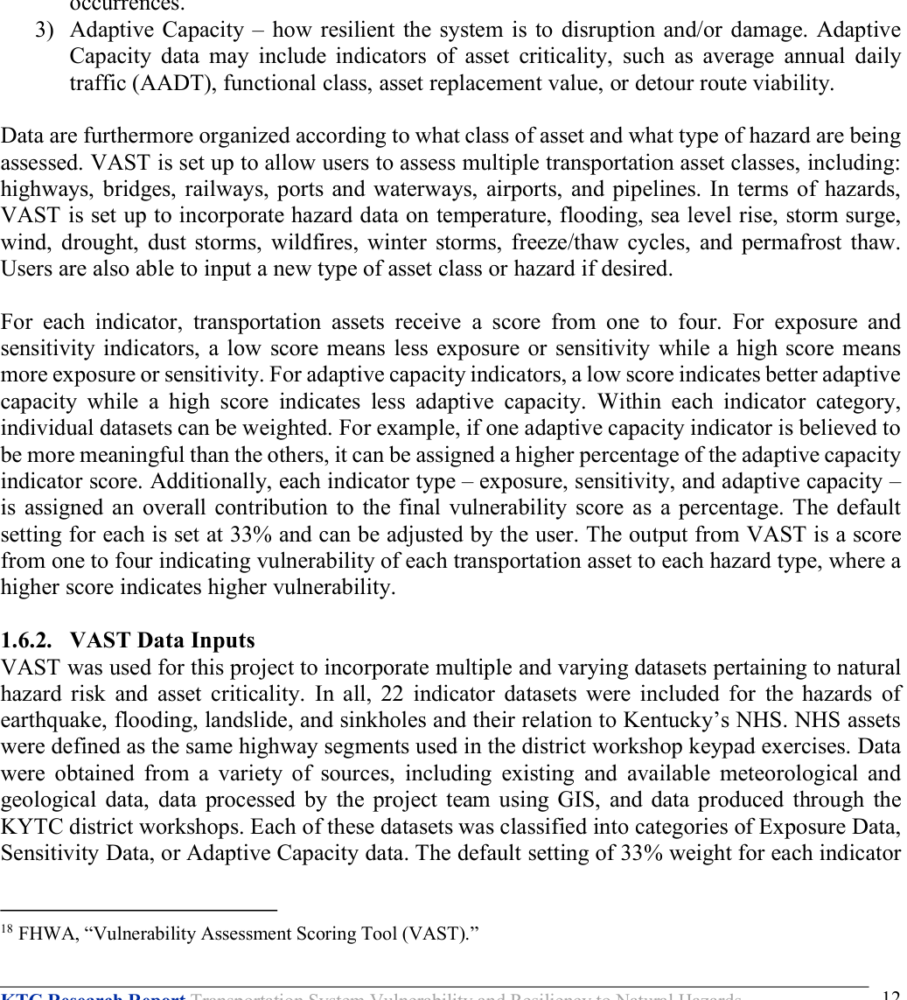 occurrences.
3) Adaptive Capacity – how resilient the system is to disruption and/or damage. Adaptive
Capacity data may include indicators of asset criticality, such as average annual daily
traffic (AADT), functional class, asset replacement value, or detour route viability.
Data are furthermore organized according to what class of asset and what type of hazard are being
assessed. VAST is set up to allow users to assess multiple transportation asset classes, including:
highways, bridges, railways, ports and waterways, airports, and pipelines. In terms of hazards,
VAST is set up to incorporate hazard data on temperature, flooding, sea level rise, storm surge,
wind, drought, dust storms, wildfires, winter storms, freeze/thaw cycles, and permafrost thaw.
Users are also able to input a new type of asset class or hazard if desired.
For each indicator, transportation assets receive a score from one to four. For exposure and
sensitivity indicators, a low score means less exposure or sensitivity while a high score means
more exposure or sensitivity. For adaptive capacity indicators, a low score indicates better adaptive
capacity while a high score indicates less adaptive capacity. Within each indicator category,
individual datasets can be weighted. For example, if one adaptive capacity indicator is believed to
be more meaningful than the others, it can be assigned a higher percentage of the adaptive capacity
indicator score. Additionally, each indicator type – exposure, sensitivity, and adaptive capacity –
is assigned an overall contribution to the final vulnerability score as a percentage. The default
setting for each is set at 33% and can be adjusted by the user. The output from VAST is a score
from one to four indicating vulnerability of each transportation asset to each hazard type, where a
higher score indicates higher vulnerability.
1.6.2. VAST Data Inputs
VAST was used for this project to incorporate multiple and varying datasets pertaining to natural
hazard risk and asset criticality. In all, 22 indicator datasets were included for the hazards of
earthquake, flooding, landslide, and sinkholes and their relation to Kentucky’s NHS. NHS assets
were defined as the same highway segments used in the district workshop keypad exercises. Data
were obtained from a variety of sources, including existing and available meteorological and
geological data, data processed by the project team using GIS, and data produced through the
KYTC district workshops. Each of these datasets was classified into categories of Exposure Data,
Sensitivity Data, or Adaptive Capacity data. The default setting of 33% weight for each indicator
18 FHWA, “Vulnerability Assessment Scoring Tool (VAST).”
KTC Research Report Transportation System Vulnerability and Resiliency to Natural Hazards 12